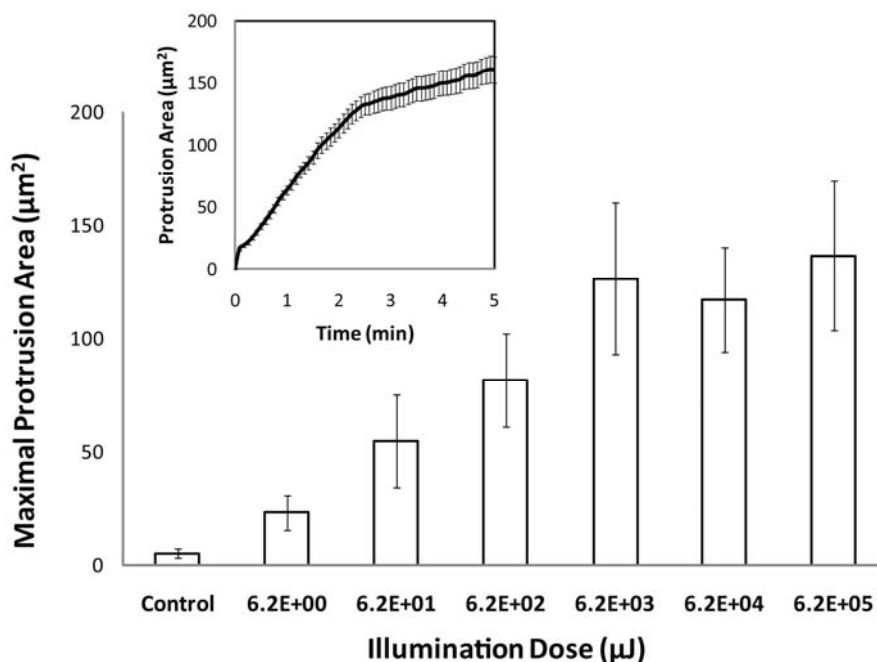 200
150
100
50
0
Protrusion Area (µm²)
0 1 2 3 4 5
Time (min)
200
150
100
50
0
Maximal Protrusion Area (µm²)
Control 6.2E+00 6.2E+01 6.2E+02 6.2E+03 6.2E+04 6.2E+05
Illumination Dose (µJ)